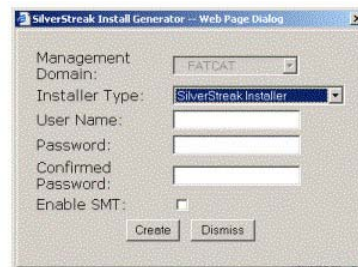 SilverStreak Install Generator -- Web Page Dialog
Management Domain: FATCAT
Installer Type: SilverStreak Installer
User Name:
Password:
Confirmed Password:
Enable SMT:
Create Dismiss